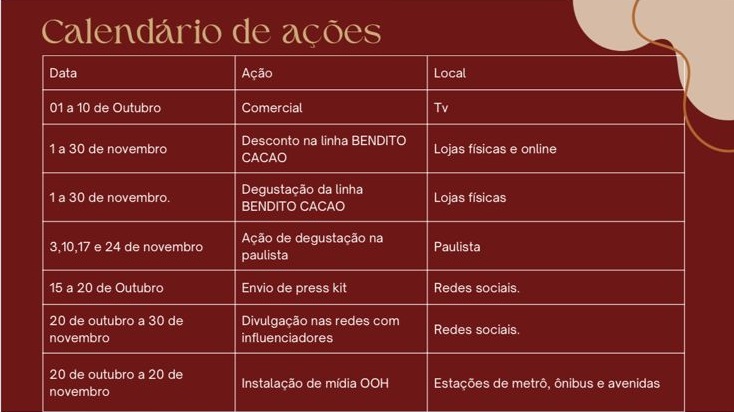 Calendário de ações
Data Ação Local
01 a 10 de Outubro Comercial Tv
1 a 30 de novembro Desconto na linha BENDITO
CACAO Lojas físicas e online
1 a 30 de novembro. Degustação da linha
BENDITO CACAO Lojas físicas
3,10,17 e 24 de novembro Ação de degustação na
paulista Paulista
15 a 20 de Outubro Envio de press kit Redes sociais.
20 de outubro a 30 de
novembro Divulgação nas redes com
influenciadores Redes sociais.
20 de outubro a 20 de
novembro Instalação de mídia OOH Estações de metrô, ônibus e avenidas